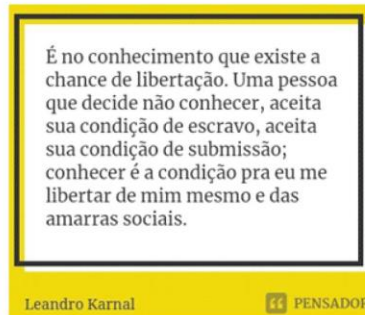 É no conhecimento que existe a
chance de libertação. Uma pessoa
que decide não conhecer, aceita
sua condição de escravo, aceita
sua condição de submissão;
conhecer é a condição pra eu me
libertar de mim mesmo e das
amarras sociais.
Leandro Karnal
PENSADOR